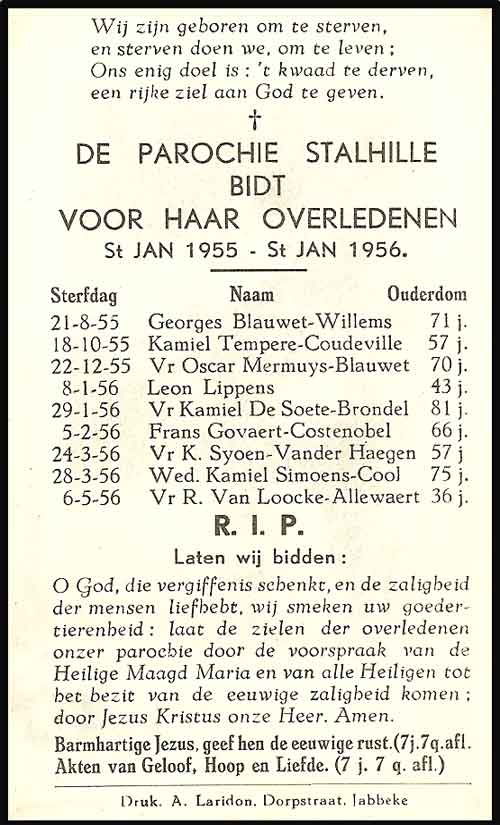 Wij zijn geboren om te sterven,
en sterven doen we, om te leven ;
Ons enig doel is : 't kwaad te derven,
een rijke ziel aan God te geven.
DE PAROCHIE STALHILLE
BIDT
VOOR HAAR OVERLEDENEN
St JAN 1955 - St JAN 1956.
Sterfdag Naam Ouderdom
21-8-55 Georges Blauwet-Willems 71 j.
18-10-55 Kamiel Tempere-Coudeville 57 j.
22-12-55 Vr Oscar Mermuys-Blauwet 70 j.
8-1-56 Leon Lippens 43 j.
29-1-56 Vr Kamiel De Soete-Brondel 81 j.
5-2-56 Frans Govaert-Costenobel 66 j.
24-3-56 Vr K. Syoen-Vander Haegen 57 j
28-3-56 Wed. Kamiel Simoens-Cool 75 j.
6-5-56 Vr R. Van Loocke-Allewaert 36 j.
R. I. P.
Laten wij bidden :
O God, die vergiffenis schenkt, en de zaligheid
der mensen liefhebt, wij smeken uw goeder-
tierenheid : laat de zielen der overledenen
onzer parochie door de voorspraak van de
Heilige Maagd Maria en van alle Heiligen tot
het bezit van de eeuwige zaligheid komen ;
door Jezus Kristus onze Heer. Amen.
Barmhartige Jezus, geef hen de eeuwige rust.(7j.7q.afl.
Akten van Geloof, Hoop en Liefde. (7 j. 7 q. afl.)
Druk. A. Laridon, Dorpstraat, Jabbeke